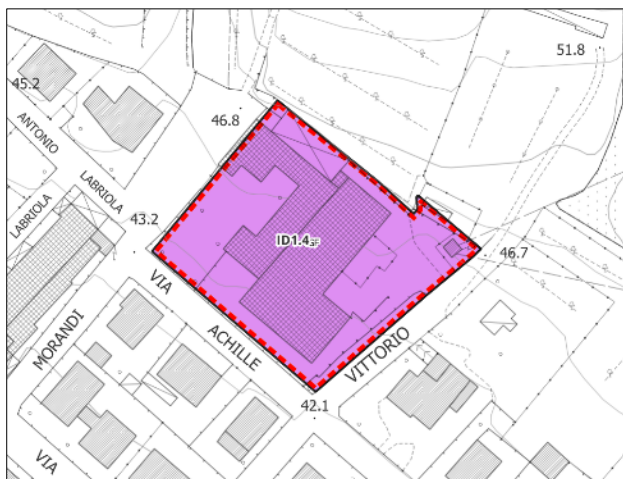 51.8
45.2
46.8
ANTONIO
LABRIOLA
LABRIOLA
43.2
ID1.4SF
46.7
VIA
ACHILLE
VITTORIO
MORANDI
42.1
VIA